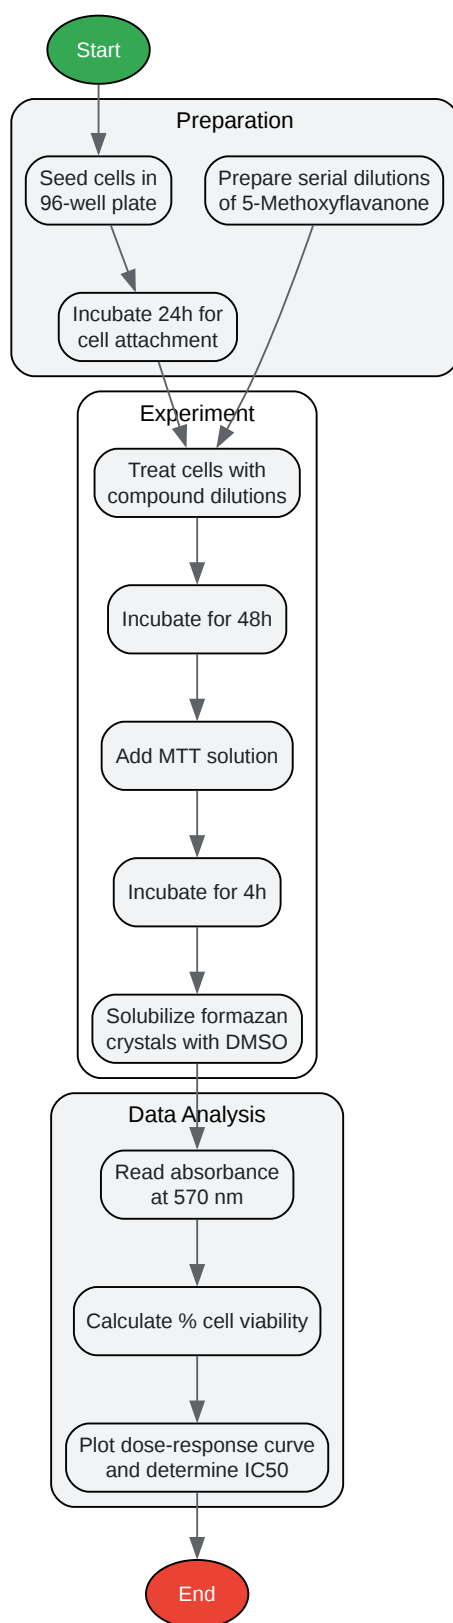 Start
Preparation
Seed cells in
96-well plate
Prepare serial dilutions
of 5-Methoxyflavanone
Incubate 24h for
cell attachment
Experiment
Treat cells with
compound dilutions
Incubate for 48h
Add MTT solution
Incubate for 4h
Solubilize formazan
crystals with DMSO
Data Analysis
Read absorbance
at 570 nm
Calculate % cell viability
Plot dose-response curve
and determine IC50
End